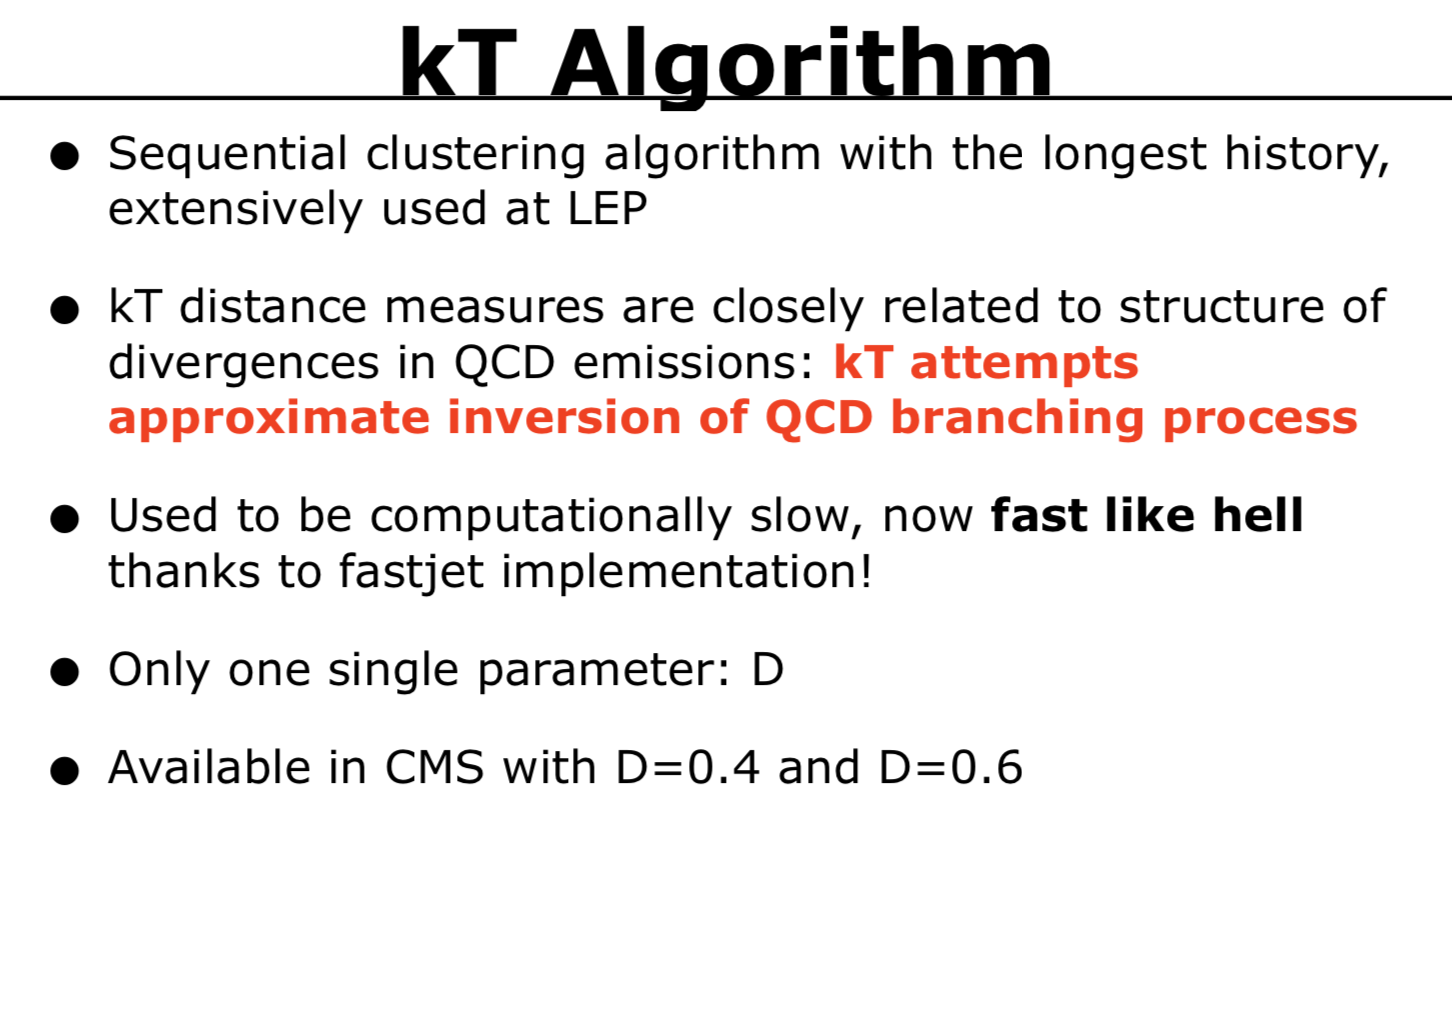 kT Algorithm
● Sequential clustering algorithm with the longest history,
extensively used at LEP
● kT distance measures are closely related to structure of
divergences in QCD emissions: kT attempts
approximate inversion of QCD branching process
● Used to be computationally slow, now fast like hell
thanks to fastjet implementation!
● Only one single parameter: D
● Available in CMS with D=0.4 and D=0.6